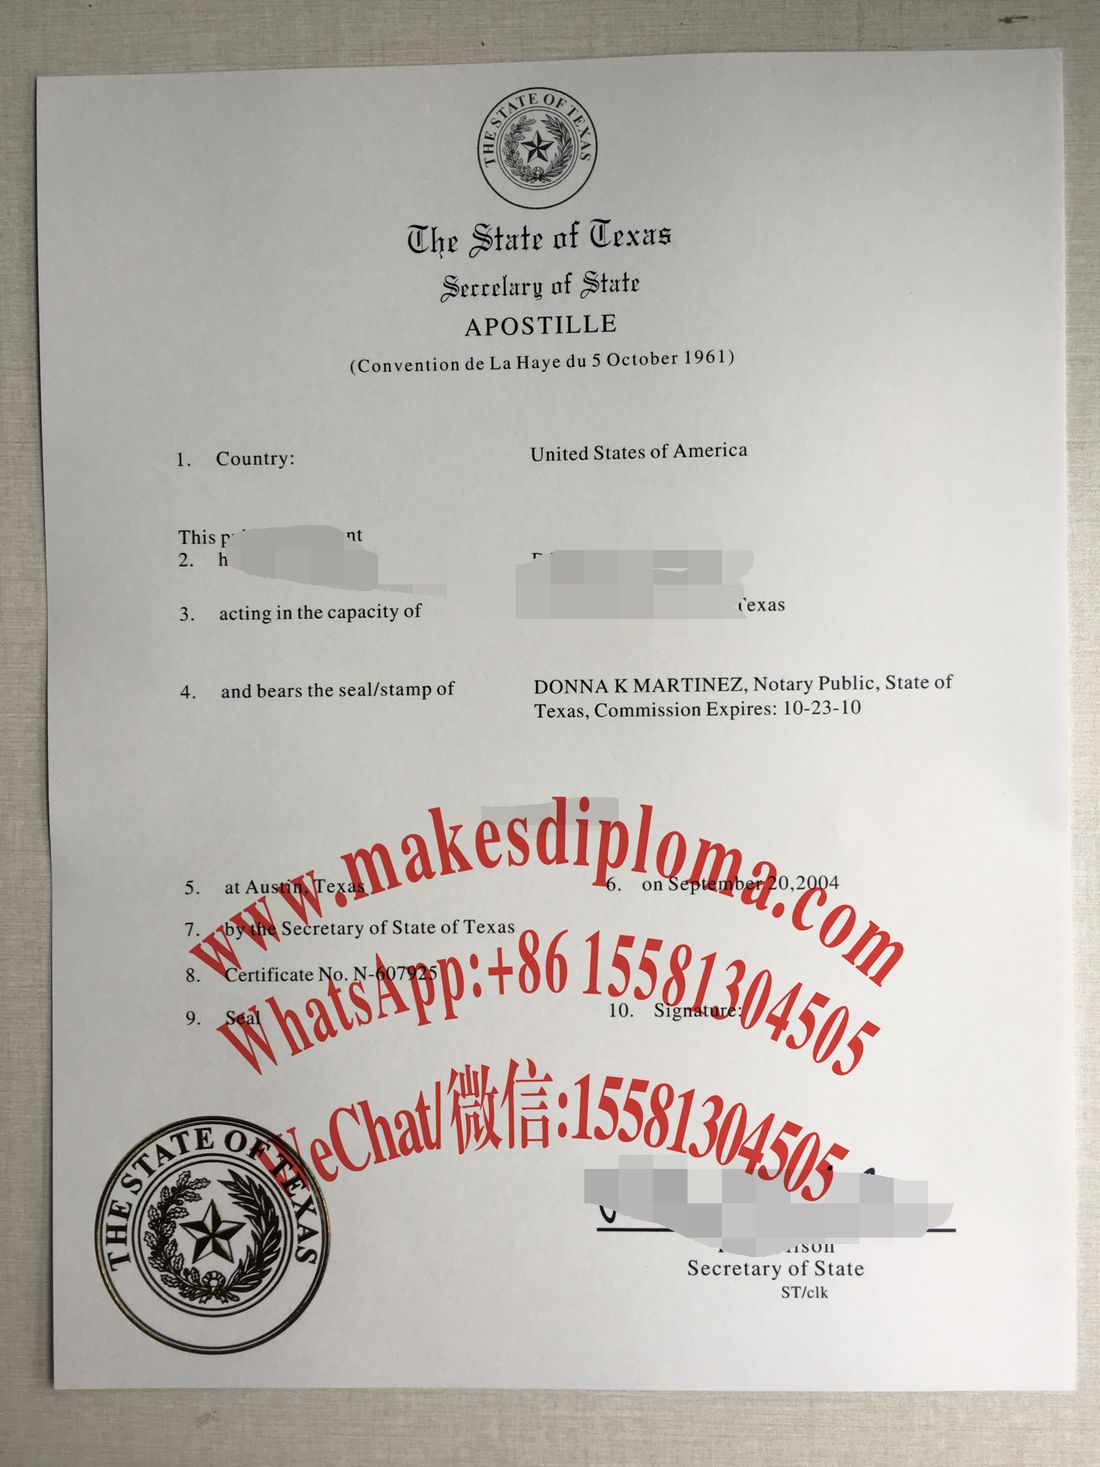 THE STATE OF TEXAS
The State of Texas
Seccelary of State
APOSTILLE
(Convention de La Haye du 5 October 1961)
1. Country: United States of America
This
2.
3. acting in the capacity of Texas
4. and bears the seal/stamp of DONNA K MARTINEZ, Notary Public, State of
Texas, Commission Expires: 10-23-10
www.makesdiploma.com
5. at Austin, Texas 6. on September 20,2004
7. by the Secretary of State of Texas
WhatsApp:+86 15581304505
8. Certificate No. N-607925
9. Seal 10. Signature:
WeChat/微信:15581304505
THE STATE OF TEXAS
Secretary of State
ST/clk